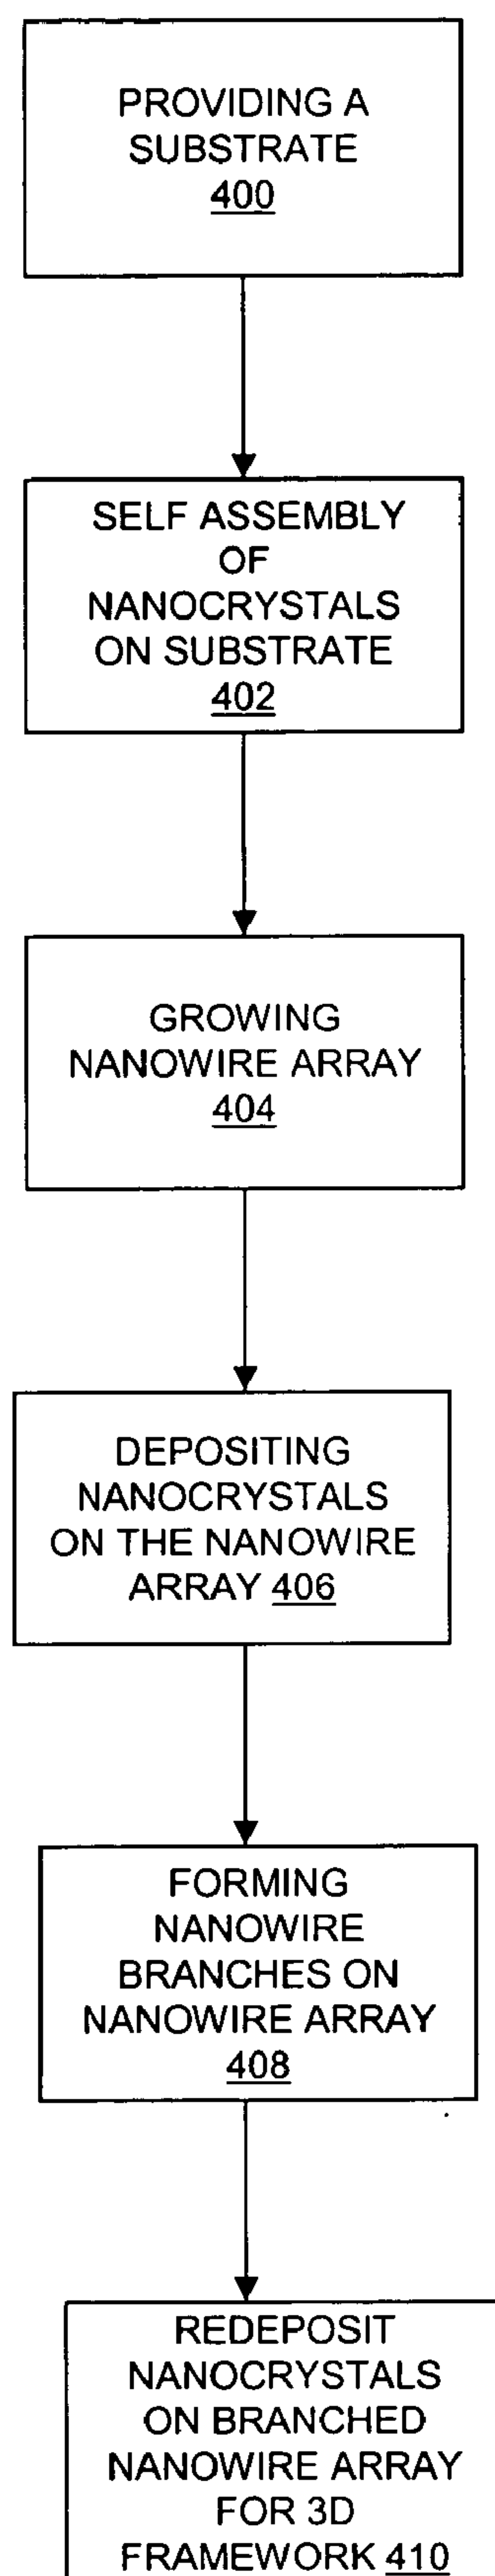 PROVIDING A
SUBSTRATE
400
SELF ASSEMBLY
OF
NANOCRYSTALS
ON SUBSTRATE
402
GROWING
NANOWIRE ARRAY
404
DEPOSITING
NANOCRYSTALS
ON THE NANOWIRE
ARRAY 406
FORMING
NANOWIRE
BRANCHES ON
NANOWIRE ARRAY
408
REDEPOSIT
NANOCRYSTALS
ON BRANCHED
NANOWIRE ARRAY
FOR 3D
FRAMEWORK 410